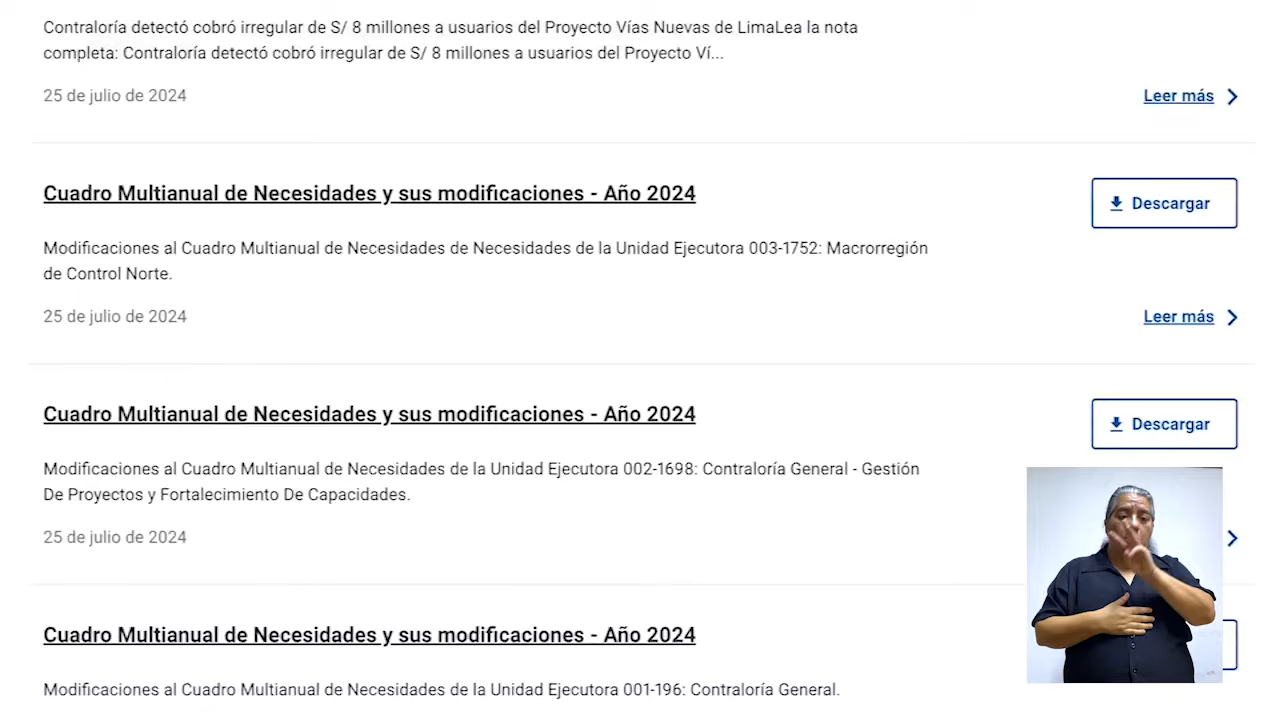 Contraloría detectó cobró irregular de S/ 8 millones a usuarios del Proyecto Vías Nuevas de LimaLea la nota
completa: Contraloría detectó cobró irregular de S/ 8 millones a usuarios del Proyecto Ví...
25 de julio de 2024
Leer más
Cuadro Multianual de Necesidades y sus modificaciones - Año 2024
Descargar
Modificaciones al Cuadro Multianual de Necesidades de Necesidades de la Unidad Ejecutora 003-1752: Macrorregión
de Control Norte.
25 de julio de 2024
Leer más
Cuadro Multianual de Necesidades y sus modificaciones - Año 2024
Descargar
Modificaciones al Cuadro Multianual de Necesidades de la Unidad Ejecutora 002-1698: Contraloría General - Gestión
De Proyectos y Fortalecimiento De Capacidades.
25 de julio de 2024
Cuadro Multianual de Necesidades y sus modificaciones - Año 2024
Modificaciones al Cuadro Multianual de Necesidades de la Unidad Ejecutora 001-196: Contraloría General.